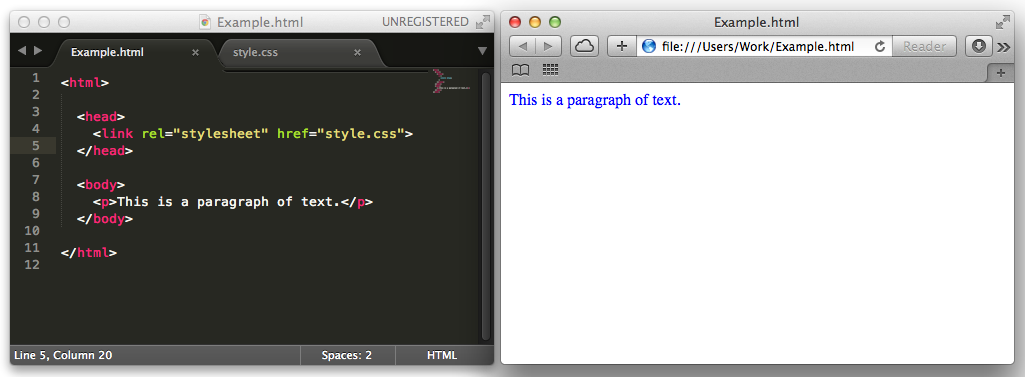 Example.html
UNREGISTERED
Example.html
style.css
1 <html>
2
3 <head>
4 <link rel="stylesheet" href="style.css">
5 </head>
6
7 <body>
8 <p>This is a paragraph of text.</p>
9 </body>
10
11 </html>
12
Line 5, Column 20
Spaces: 2
HTML
Example.html
file:///Users/Work/Example.html
Reader
This is a paragraph of text.